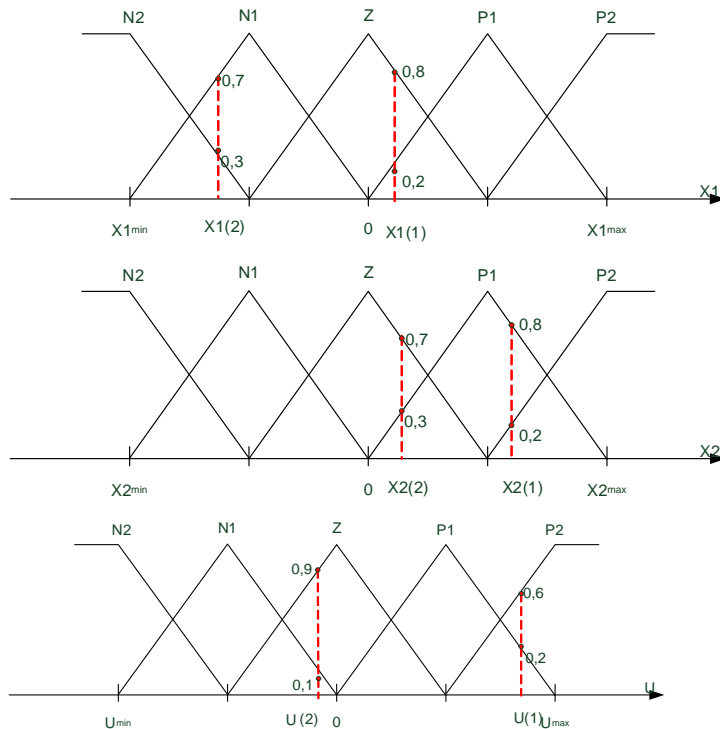 N2 N1 Z P1 P2
0,7 0,8
0,3 0,2
X1
X1min X1(2) 0 X1(1) X1max
N2 N1 Z P1 P2
0,7 0,8
0,3 0,2
X2
X2min 0 X2(2) X2(1) X2max
N2 N1 Z P1 P2
0,9 0,6
0,1 0,2
U
Umin U(2) 0 U(1) Umax